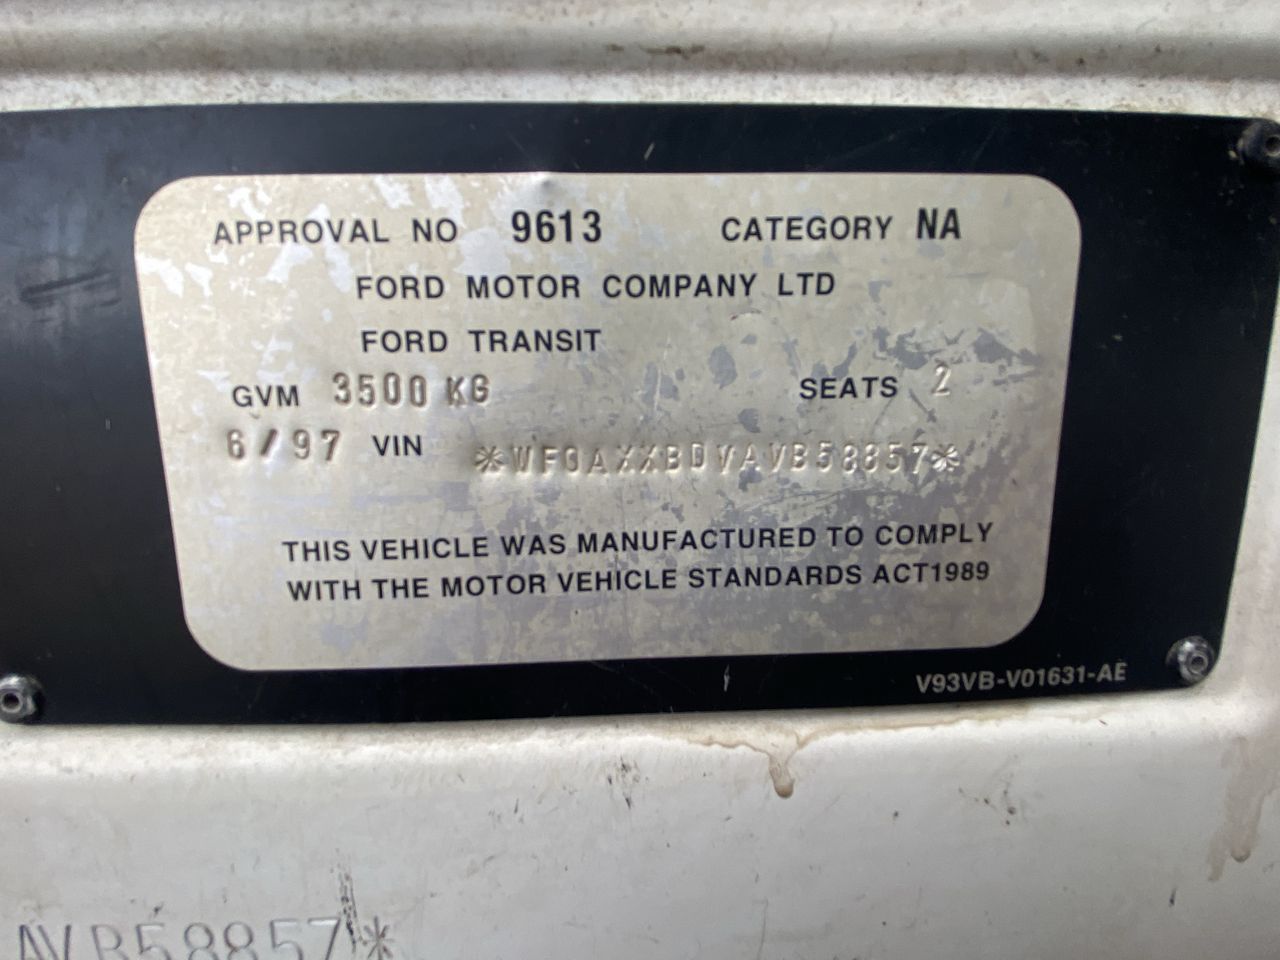 APPROVAL NO 9613 CATEGORY NA
FORD MOTOR COMPANY LTD
FORD TRANSIT
GVM 3500 KG SEATS 2
6/97 VIN *WF0AXXBDVAVB58857*
THIS VEHICLE WAS MANUFACTURED TO COMPLY
WITH THE MOTOR VEHICLE STANDARDS ACT1989
V93VB-V01631-AE
AVB58857*